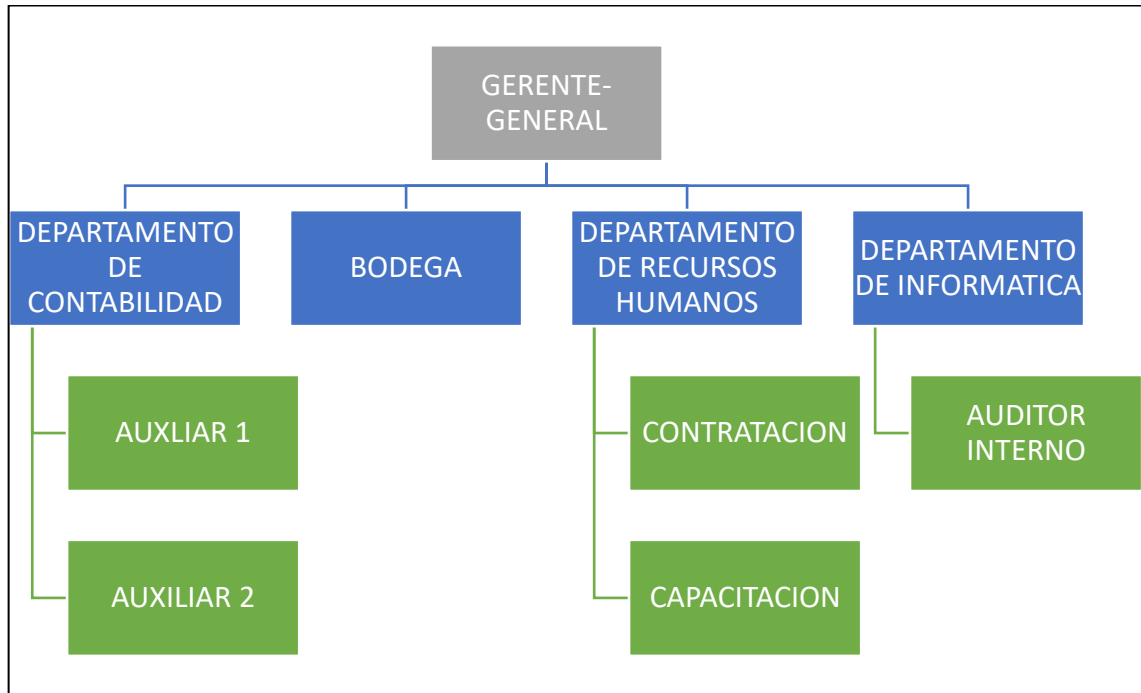 GERENTE-
GENERAL
DEPARTAMENTO
DE
CONTABILIDAD
BODEGA
DEPARTAMENTO
DE RECURSOS
HUMANOS
DEPARTAMENTO
DE INFORMATICA
AUXLIAR 1
CONTRATACION
AUDITOR
INTERNO
AUXILIAR 2
CAPACITACION